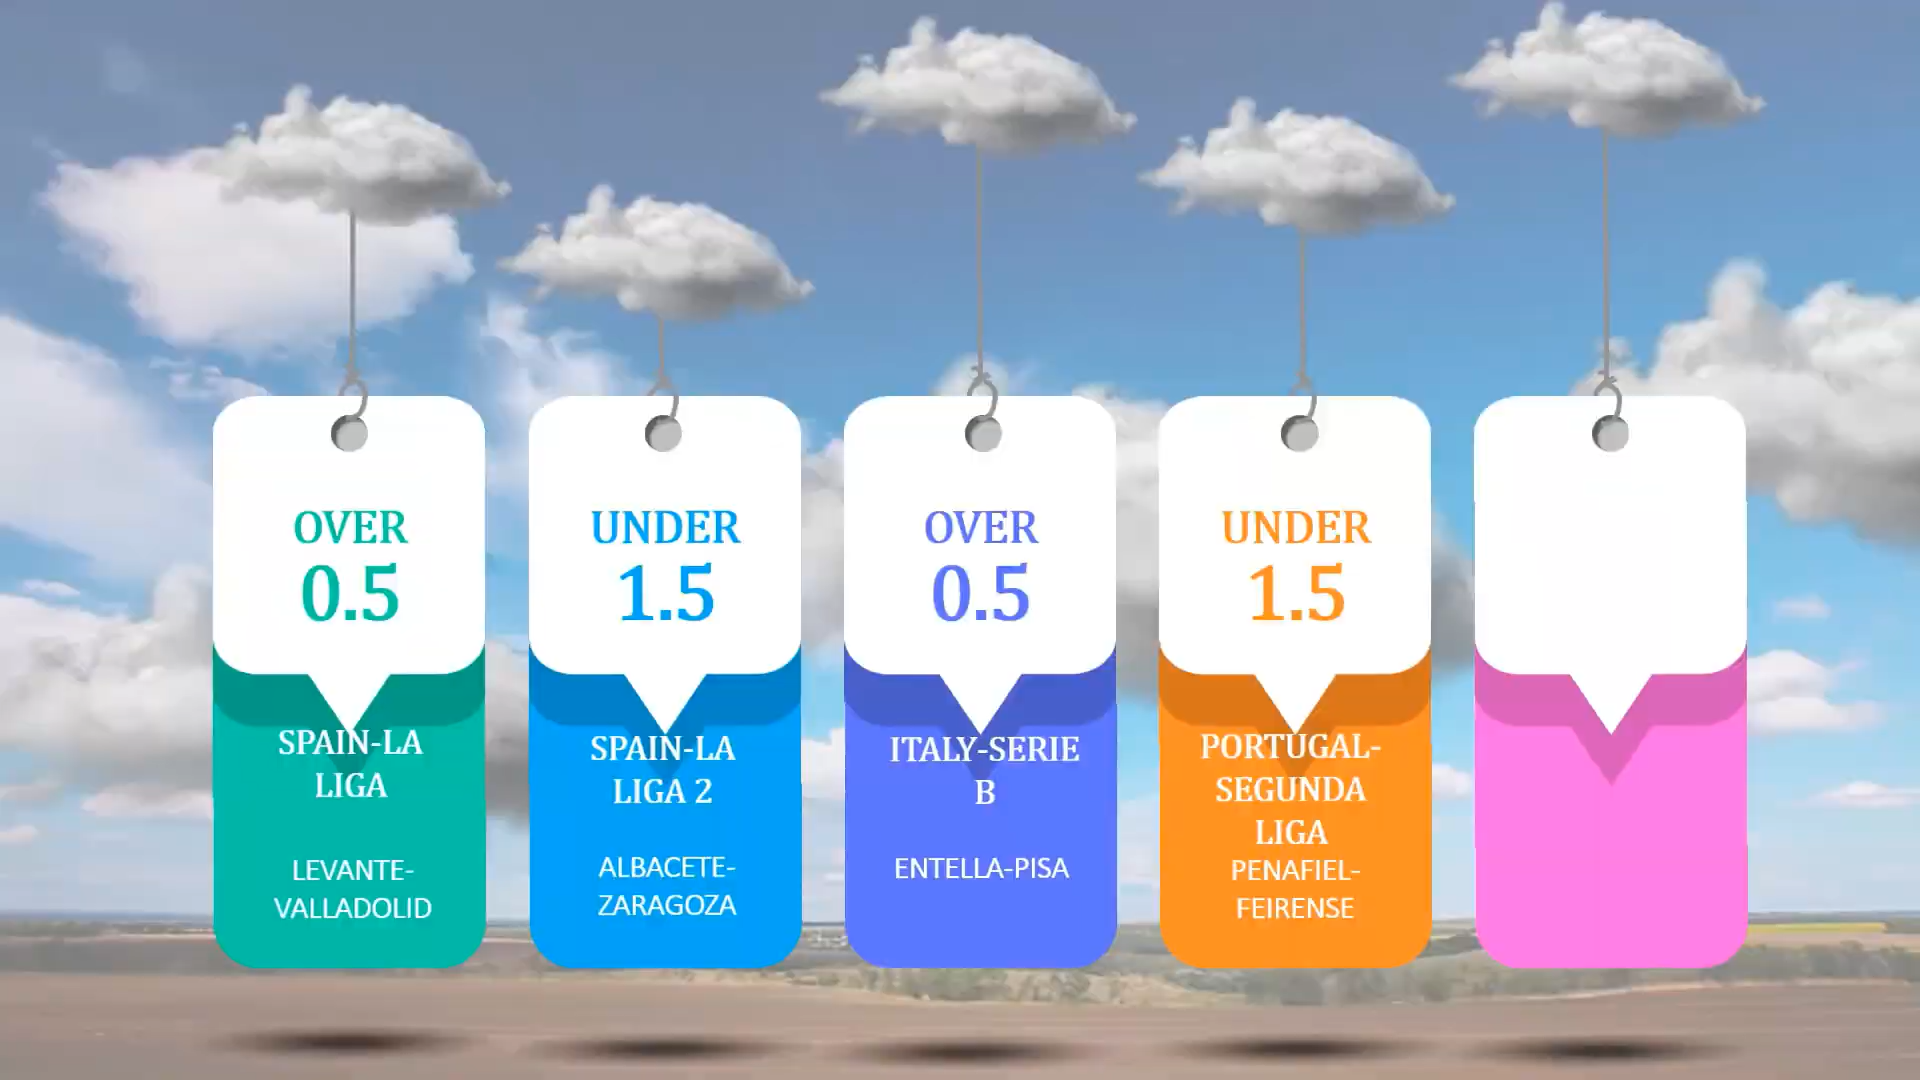 OVER
0.5
SPAIN-LA
LIGA
LEVANTE-
VALLADOLID
UNDER
1.5
SPAIN-LA
LIGA 2
ALBACETE-
ZARAGOZA
OVER
0.5
ITALY-SERIE
B
ENTELLA-PISA
UNDER
1.5
PORTUGAL-
SEGUNDA
LIGA
PENAFIEL-
FEIRENSE